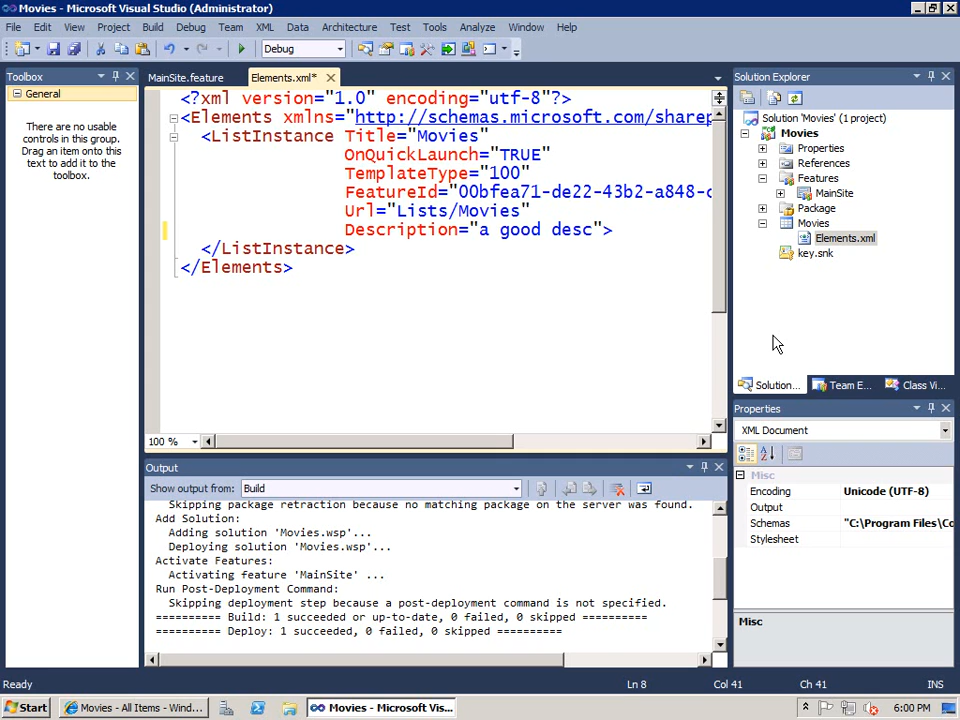 Movies - Microsoft Visual Studio (Administrator)
File Edit View Project Build Debug Team XML Data Architecture Test Tools Analyze Window Help
Debug
Toolbox
General
There are no usable
controls in this group.
Drag an item onto this
text to add it to the
toolbox.
MainSite.feature
Elements.xml*
<?xml version="1.0" encoding="utf-8"?>
<Elements xmlns="http://schemas.microsoft.com/sharep
<ListInstance Title="Movies"
OnQuickLaunch="TRUE"
TemplateType="100"
FeatureId="00bfea71-de22-43b2-a848-c
Url="Lists/Movies"
Description="a good desc">
</ListInstance>
</Elements>
100 %
Output
Show output from: Build
Skipping package retraction because no matching package on the server was found.
Add Solution:
Adding solution 'Movies.wsp'...
Deploying solution 'Movies.wsp'...
Activate Features:
Activating feature 'MainSite' ...
Run Post-Deployment Command:
Skipping deployment step because a post-deployment command is not specified.
========== Build: 1 succeeded or up-to-date, 0 failed, 0 skipped ==========
========== Deploy: 1 succeeded, 0 failed, 0 skipped ==========
Solution Explorer
Solution 'Movies' (1 project)
Movies
Properties
References
Features
MainSite
Package
Movies
Elements.xml
key.snk
Solution... Team E... Class Vi...
Properties
XML Document
Misc
Encoding Unicode (UTF-8)
Output
Schemas "C:\Program Files\Co
Stylesheet
Misc
Ready Ln 8 Col 41 Ch 41 INS
Start Movies - All Items - Wind... Movies - Microsoft Vis... 6:00 PM